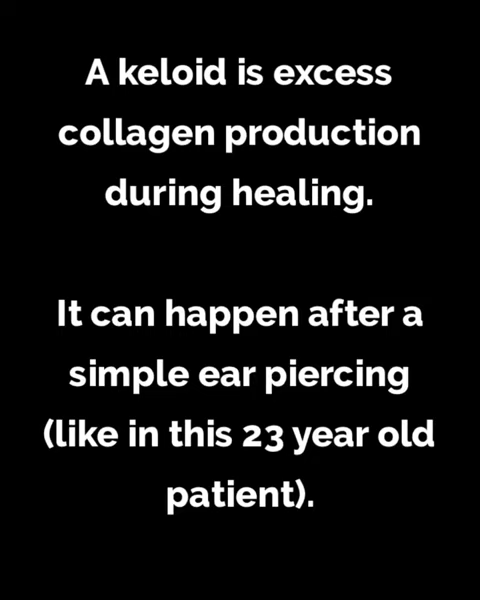 A keloid is excess
collagen production
during healing.
It can happen after a
simple ear piercing
(like in this 23 year old
patient).